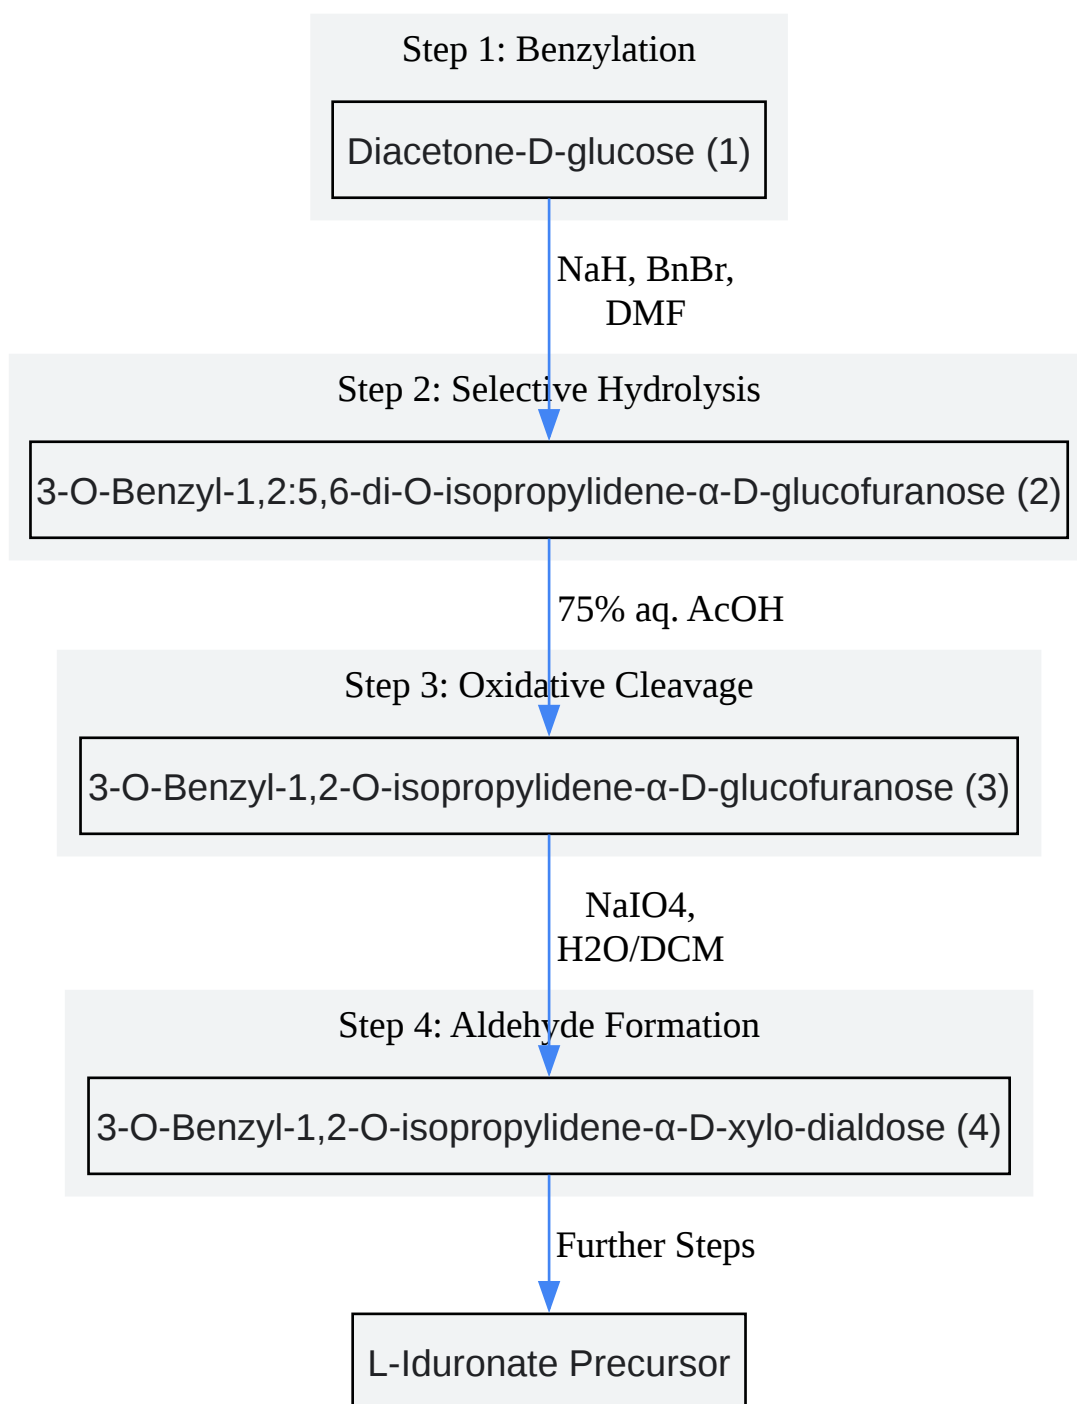 Step 1: Benzylation
Diacetone-D-glucose (1)
NaH, BnBr,
DMF
Step 2: Selective Hydrolysis
3-O-Benzyl-1,2:5,6-di-O-isopropylidene-α-D-glucofuranose (2)
75% aq. AcOH
Step 3: Oxidative Cleavage
3-O-Benzyl-1,2-O-isopropylidene-α-D-glucofuranose (3)
NaIO4,
H2O/DCM
Step 4: Aldehyde Formation
3-O-Benzyl-1,2-O-isopropylidene-α-D-xylo-dialdose (4)
Further Steps
L-Iduronate Precursor